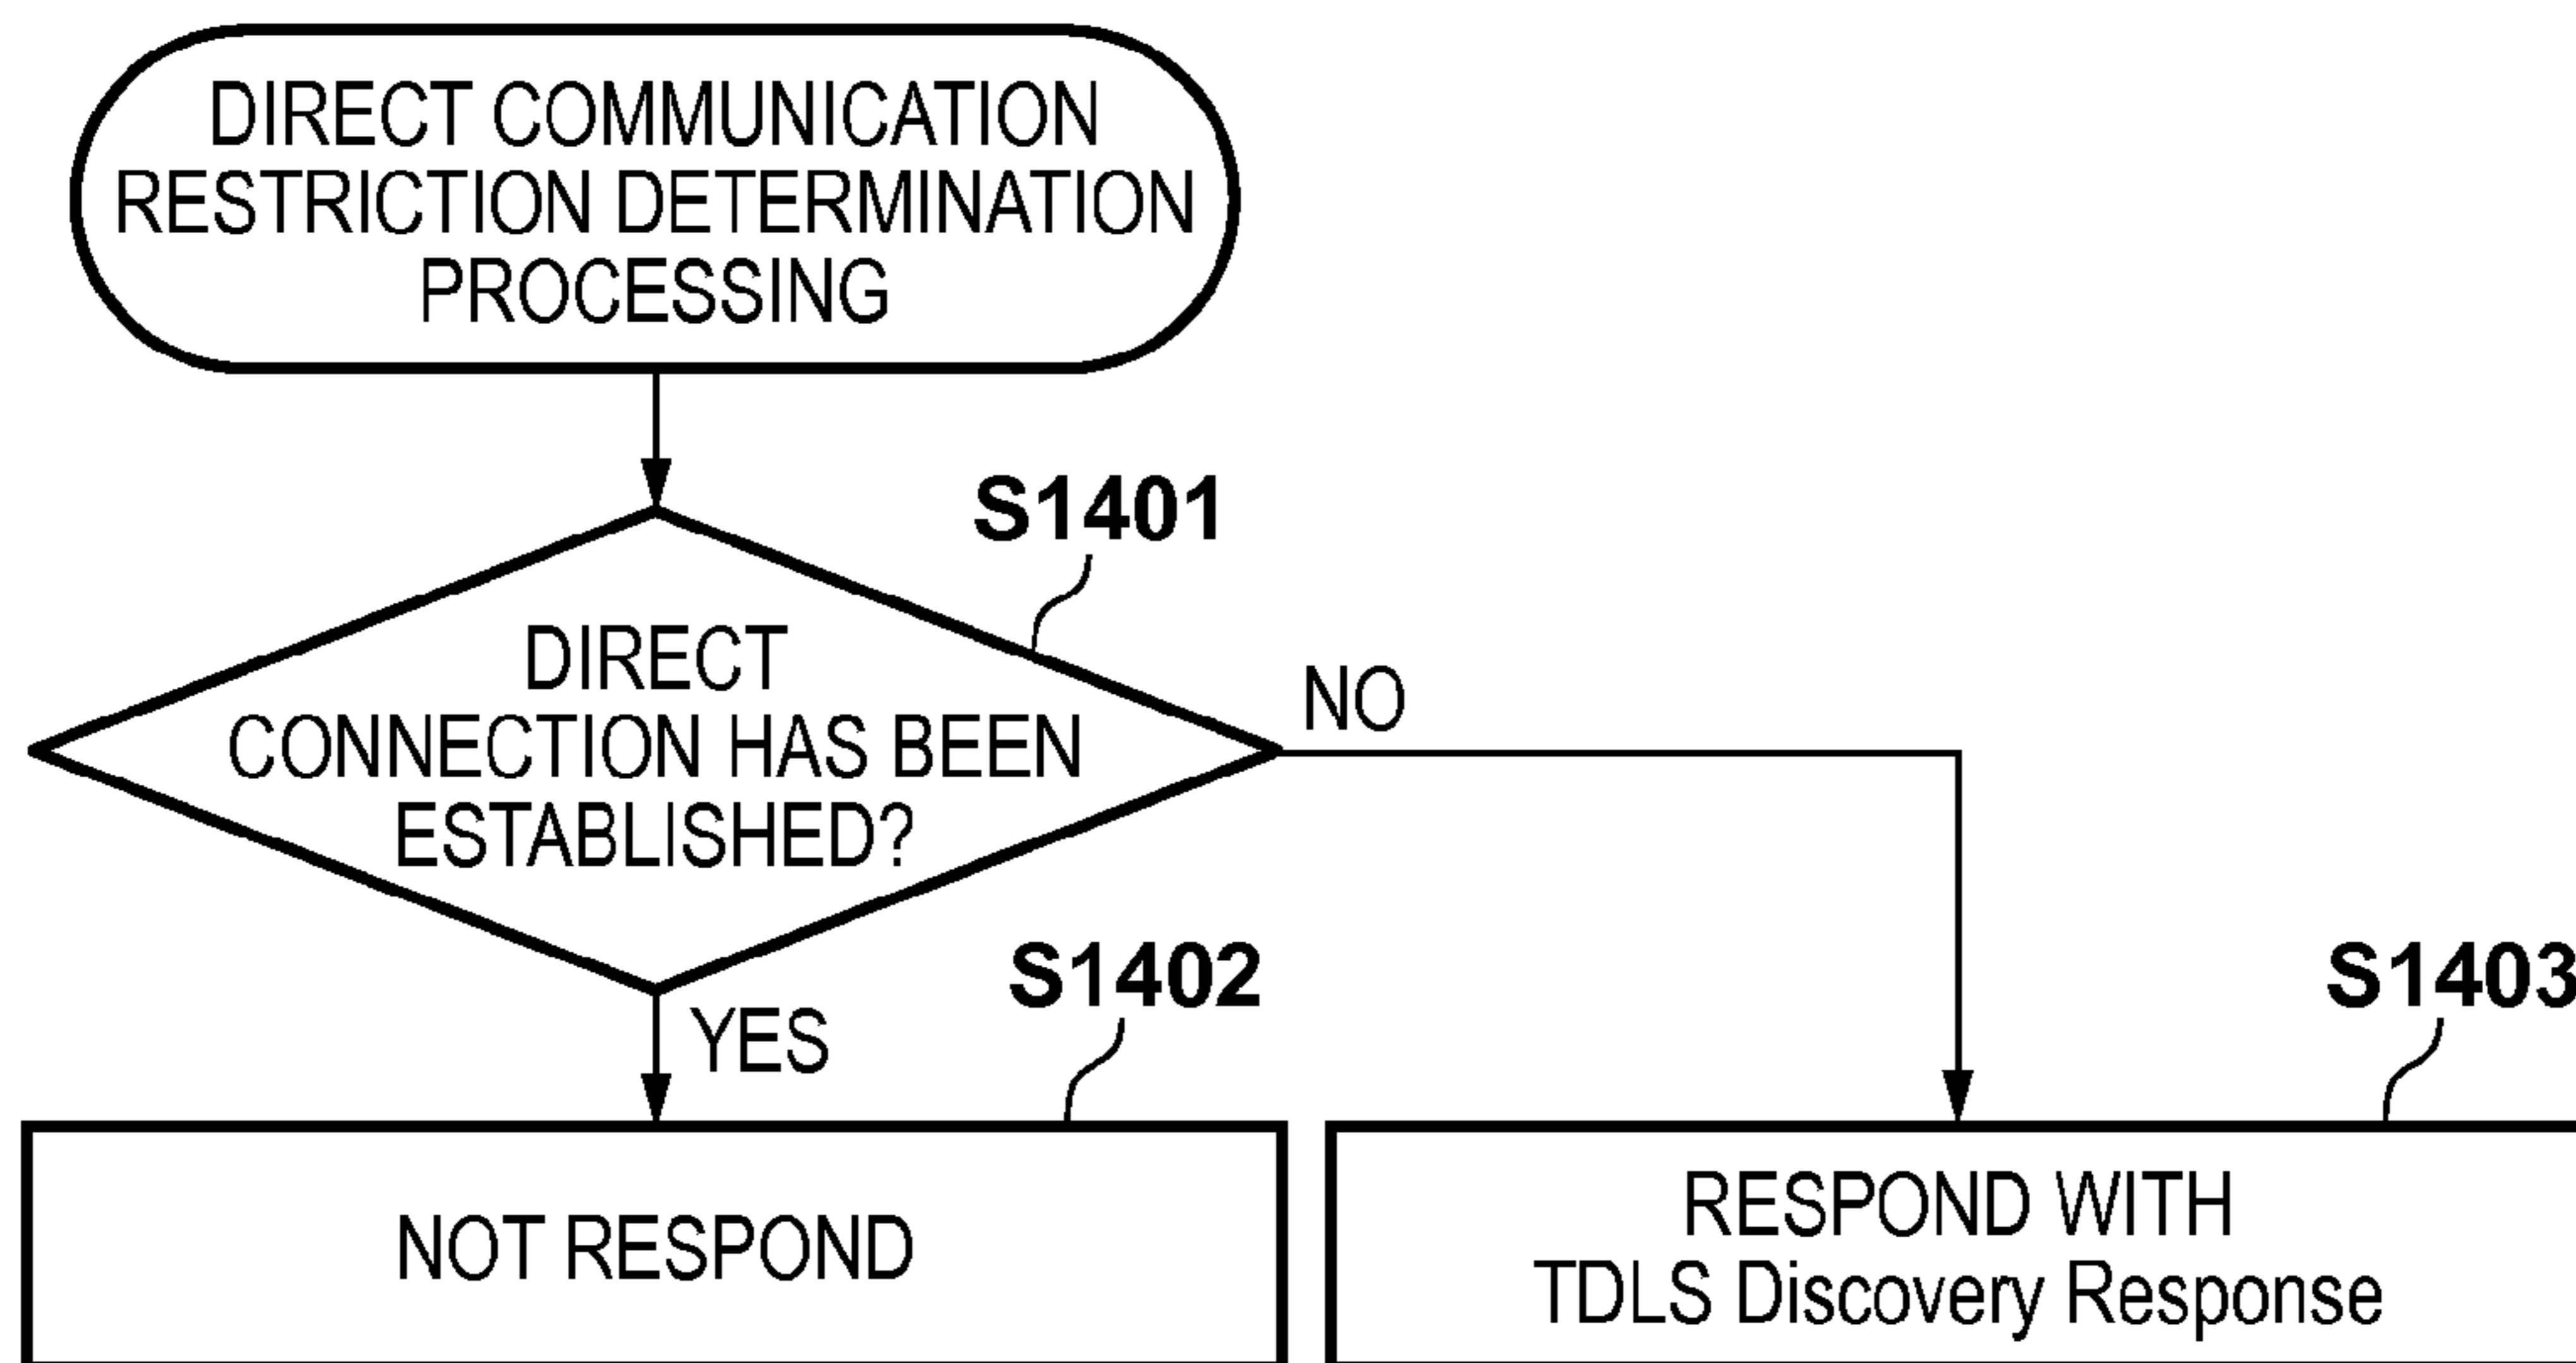 DIRECT COMMUNICATION
RESTRICTION DETERMINATION
PROCESSING
S1401
DIRECT
CONNECTION HAS BEEN
ESTABLISHED?
NO
YES
S1402
S1403
NOT RESPOND
RESPOND WITH
TDLS Discovery Response